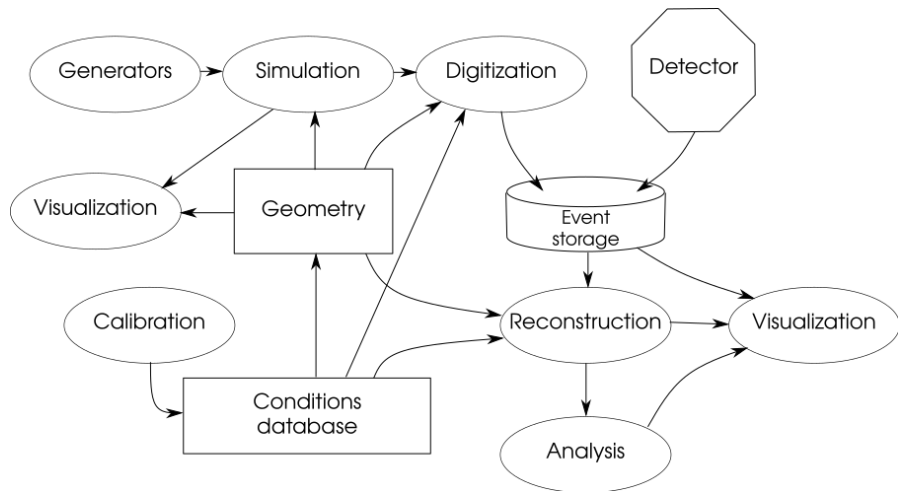 Generators
Simulation
Digitization
Detector
Visualization
Geometry
Event
storage
Calibration
Reconstruction
Visualization
Conditions
database
Analysis